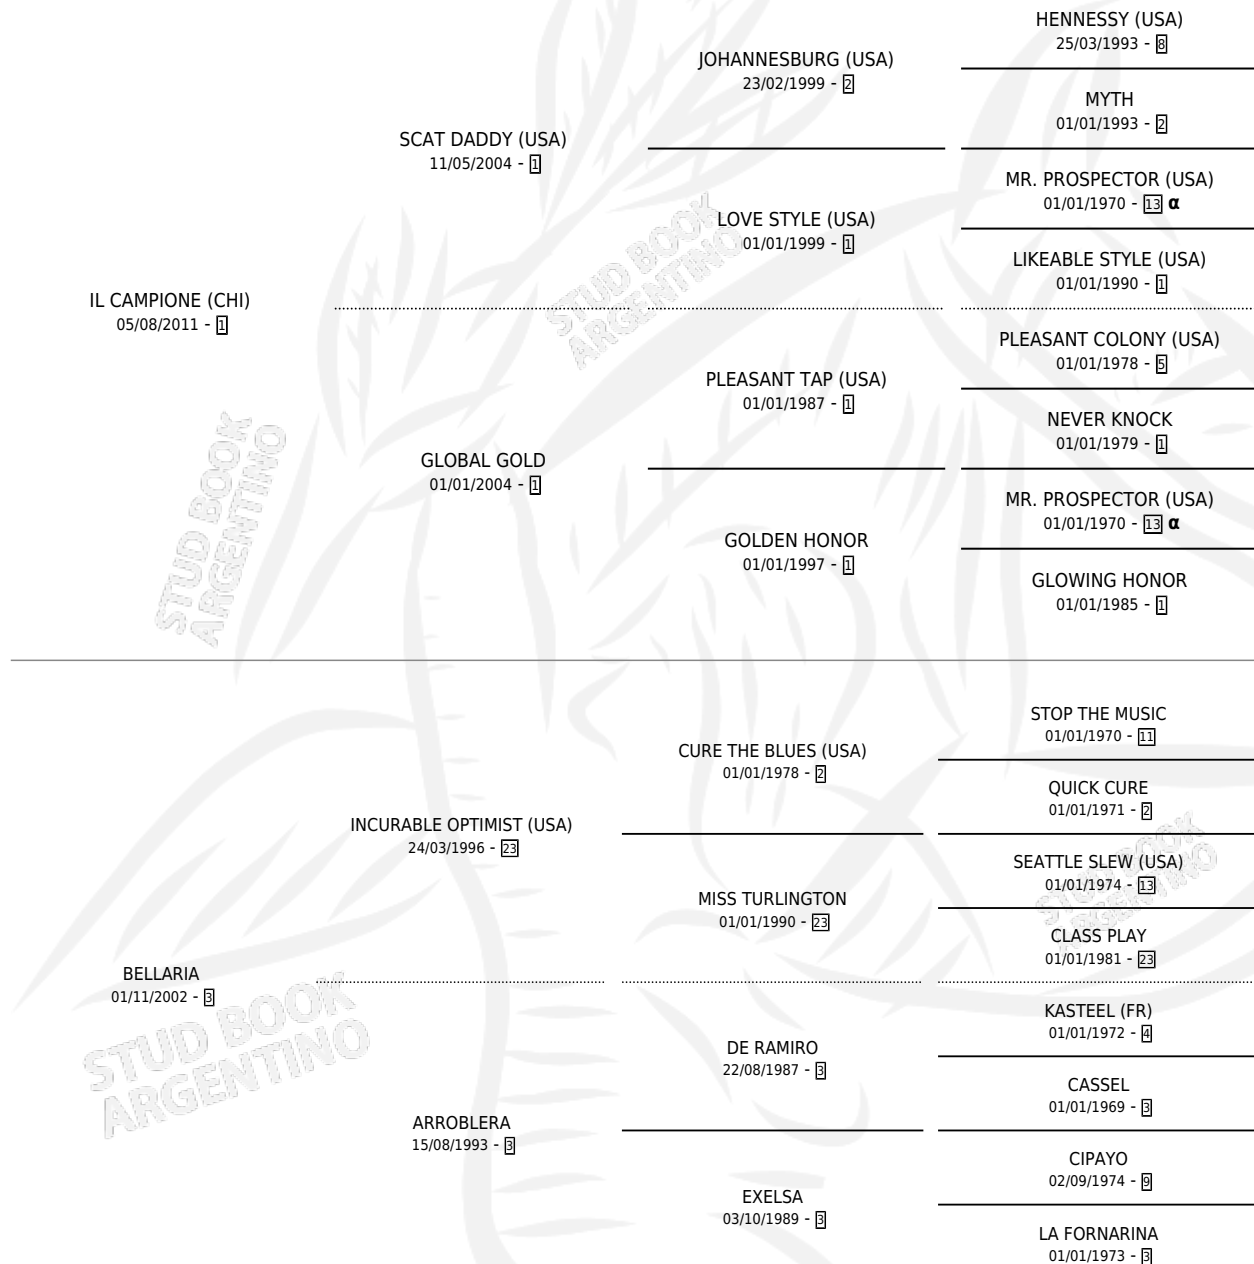 HENNESSY (USA)
25/03/1993 - 8
JOHANNESBURG (USA)
23/02/1999 - 2
MYTH
01/01/1993 - 2
SCAT DADDY (USA)
11/05/2004 - 1
MR. PROSPECTOR (USA)
01/01/1970 - 13 α
LOVE STYLE (USA)
01/01/1999 - 1
LIKEABLE STYLE (USA)
01/01/1990 - 1
IL CAMPIONE (CHI)
05/08/2011 - 1
PLEASANT COLONY (USA)
01/01/1978 - 5
PLEASANT TAP (USA)
01/01/1987 - 1
NEVER KNOCK
01/01/1979 - 1
GLOBAL GOLD
01/01/2004 - 1
MR. PROSPECTOR (USA)
01/01/1970 - 13 α
GOLDEN HONOR
01/01/1997 - 1
GLOWING HONOR
01/01/1985 - 1
STOP THE MUSIC
01/01/1970 - 11
CURE THE BLUES (USA)
01/01/1978 - 2
QUICK CURE
01/01/1971 - 2
INCURABLE OPTIMIST (USA)
24/03/1996 - 23
SEATTLE SLEW (USA)
01/01/1974 - 13
MISS TURLINGTON
01/01/1990 - 23
CLASS PLAY
01/01/1981 - 23
BELLARIA
01/11/2002 - 3
KASTEEL (FR)
01/01/1972 - 4
DE RAMIRO
22/08/1987 - 3
CASSEL
01/01/1969 - 3
ARROBLERA
15/08/1993 - 3
CIPAYO
02/09/1974 - 9
EXELSA
03/10/1989 - 3
LA FORNARINA
01/01/1973 - 3
STUD BOOK
ARGENTINO
STUD BOOK
ARGENTINO
STUD BOOK
ARGENTINO
STUD BOOK
ARGENTINO